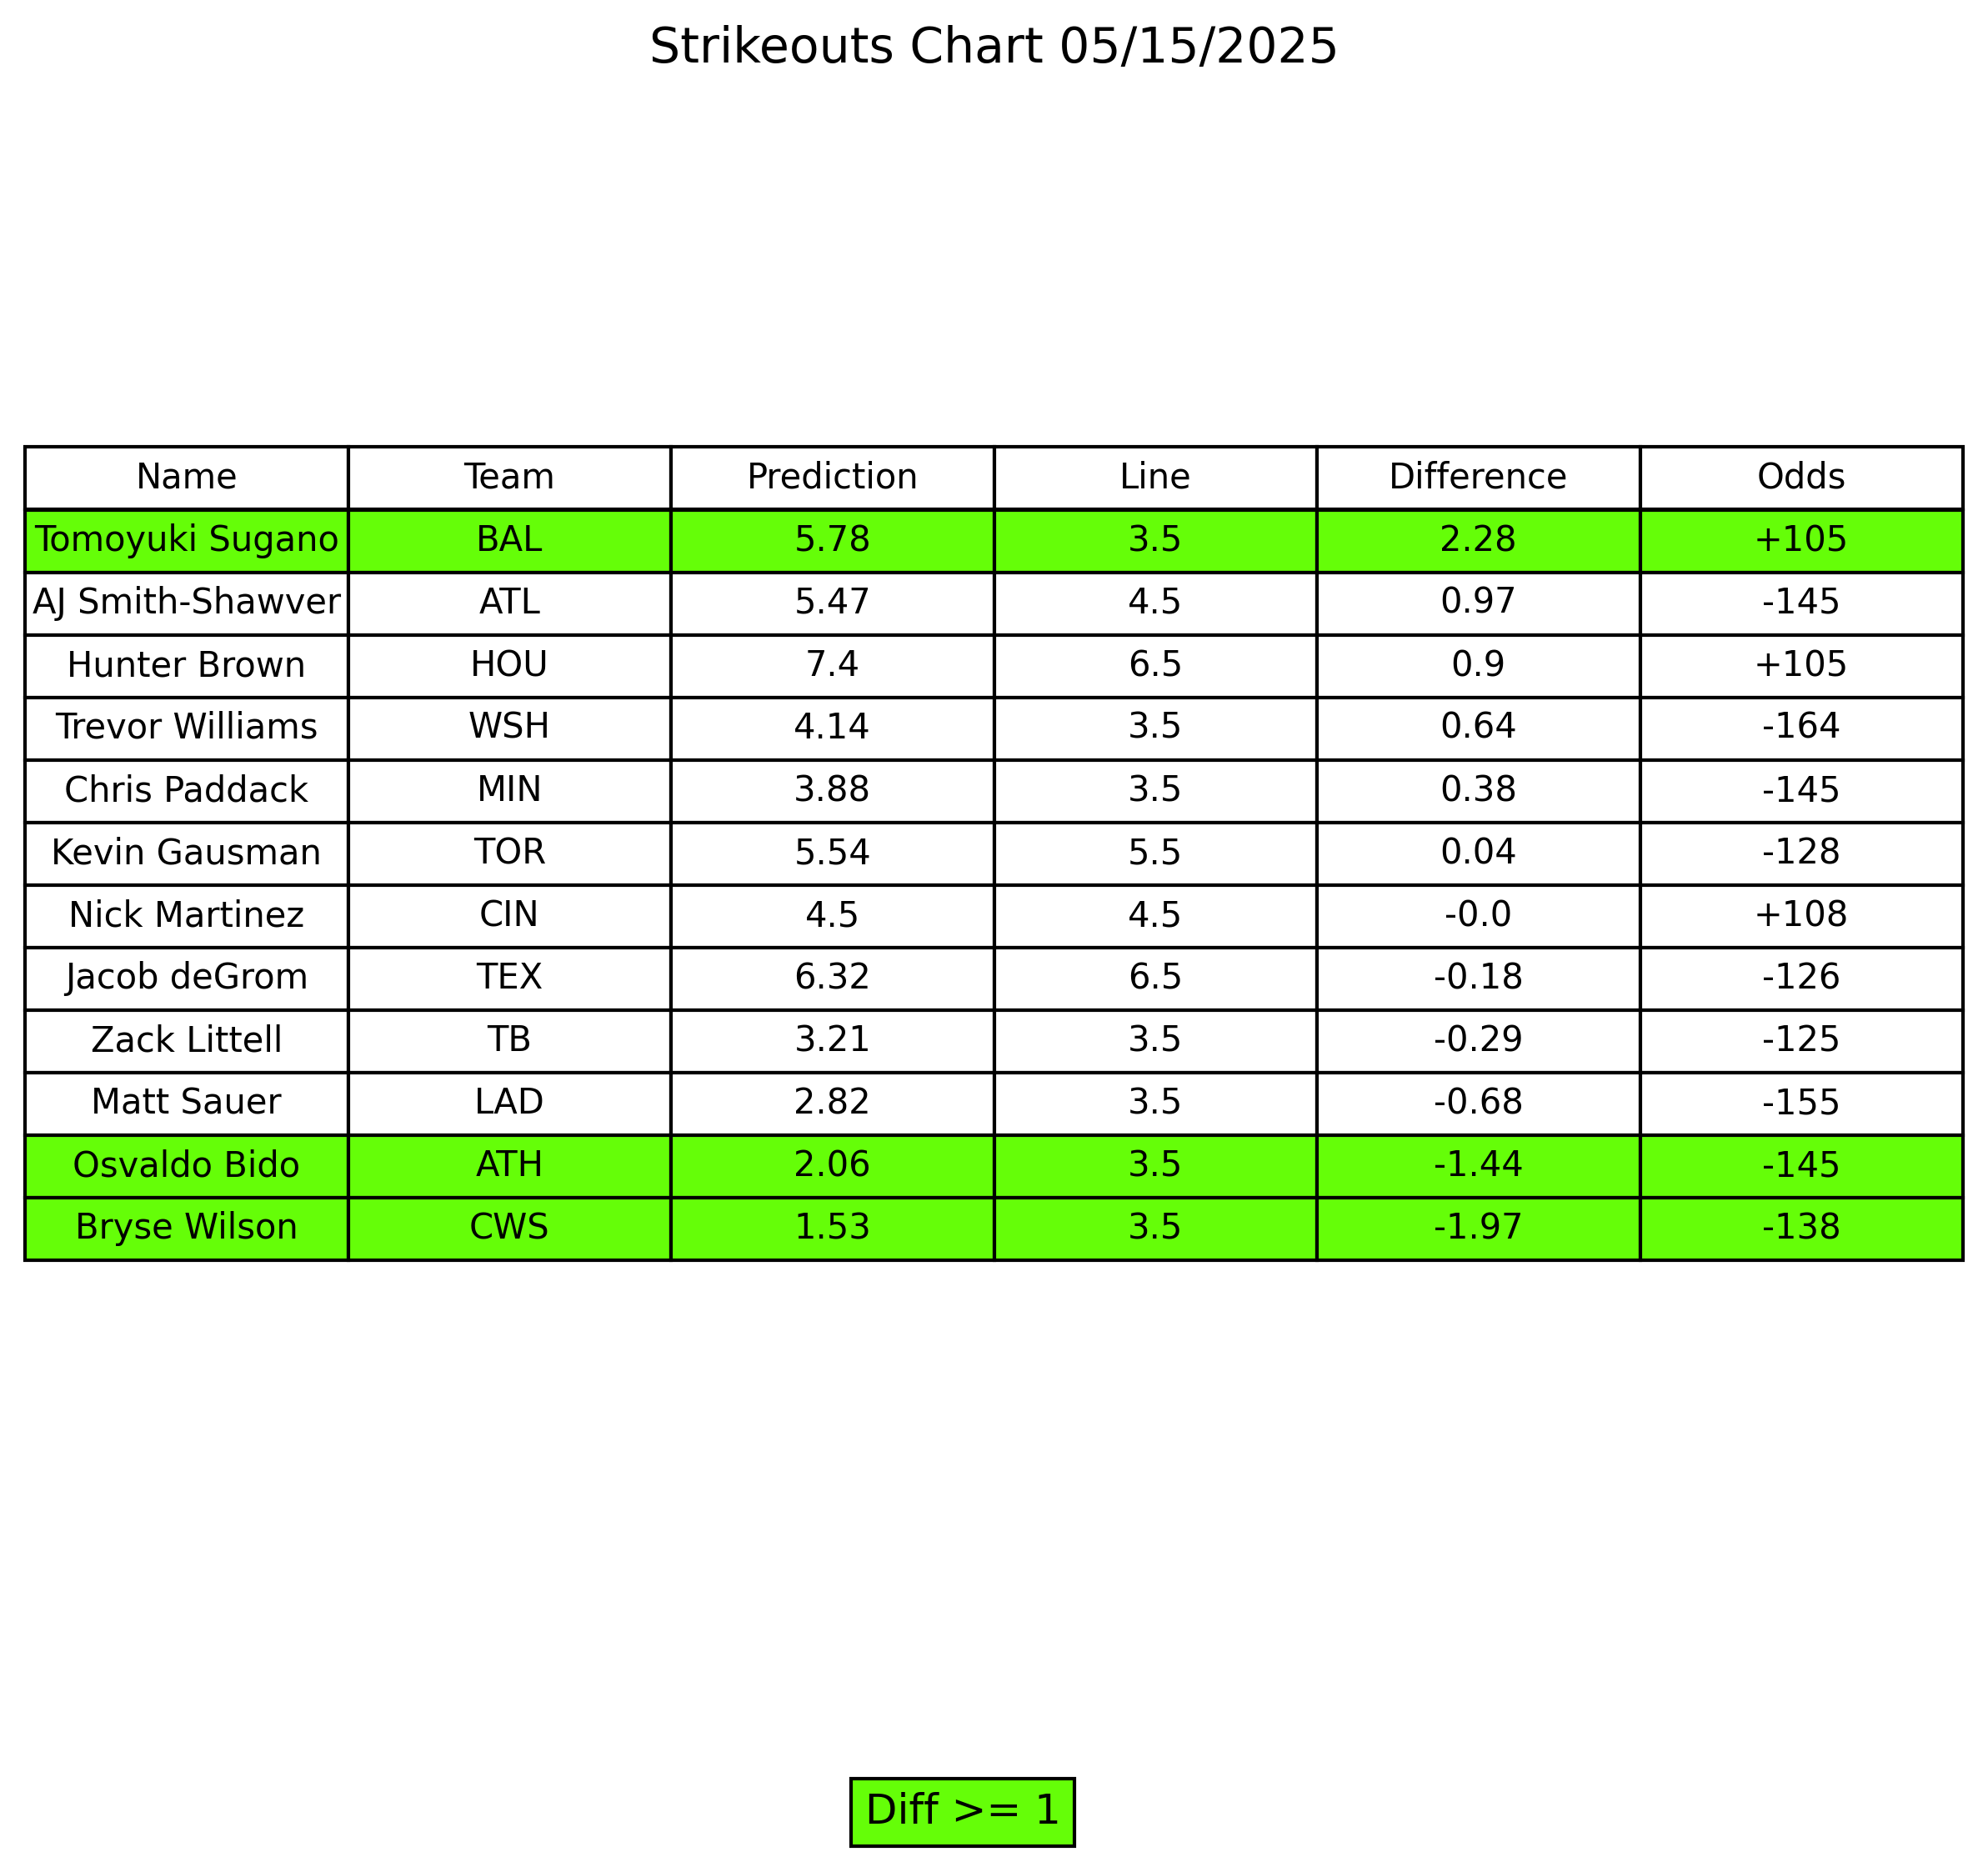 Strikeouts Chart 05/15/2025
Name Team Prediction Line Difference Odds
Tomoyuki Sugano BAL 5.78 3.5 2.28 +105
AJ Smith-Shawver ATL 5.47 4.5 0.97 -145
Hunter Brown HOU 7.4 6.5 0.9 +105
Trevor Williams WSH 4.14 3.5 0.64 -164
Chris Paddack MIN 3.88 3.5 0.38 -145
Kevin Gausman TOR 5.54 5.5 0.04 -128
Nick Martinez CIN 4.5 4.5 -0.0 +108
Jacob deGrom TEX 6.32 6.5 -0.18 -126
Zack Littell TB 3.21 3.5 -0.29 -125
Matt Sauer LAD 2.82 3.5 -0.68 -155
Osvaldo Bido ATH 2.06 3.5 -1.44 -145
Bryse Wilson CWS 1.53 3.5 -1.97 -138
Diff >= 1